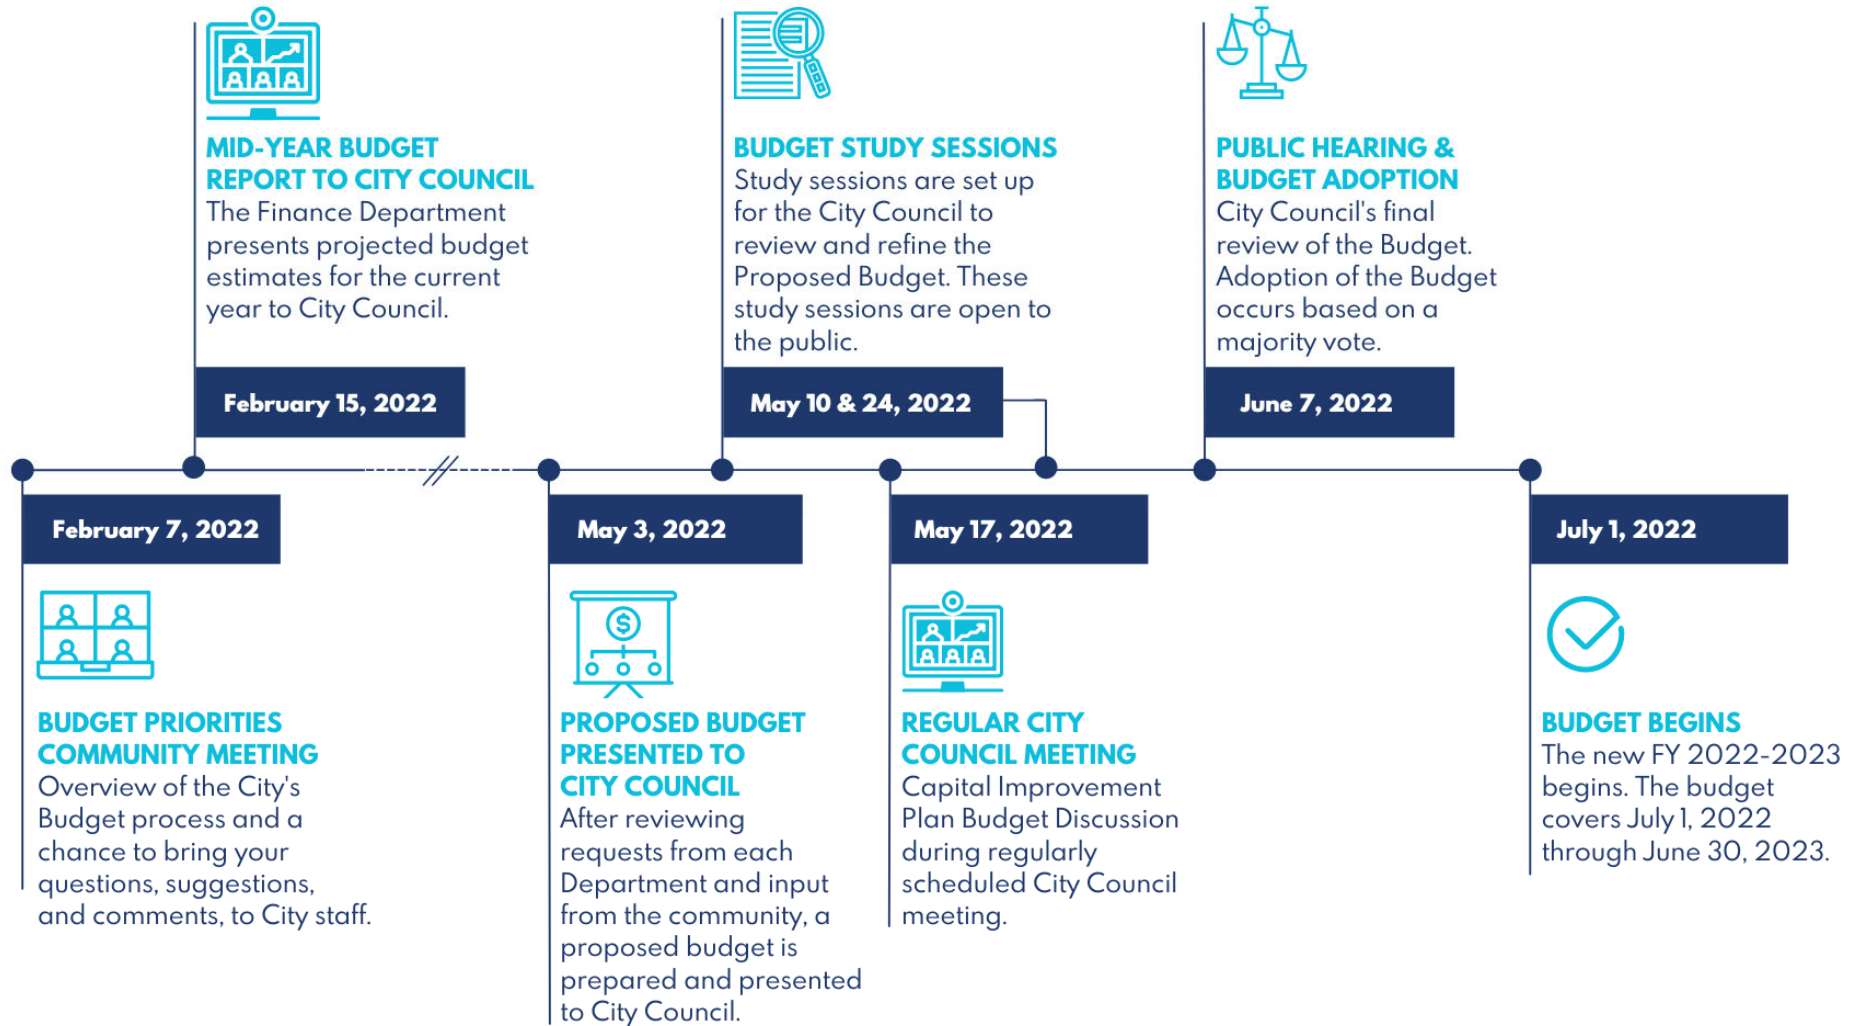 MID-YEAR BUDGET
REPORT TO CITY COUNCIL
The Finance Department
presents projected budget
estimates for the current
year to City Council.
February 15, 2022
BUDGET STUDY SESSIONS
Study sessions are set up
for the City Council to
review and refine the
Proposed Budget. These
study sessions are open to
the public.
May 10 & 24, 2022
PUBLIC HEARING &
BUDGET ADOPTION
City Council's final
review of the Budget.
Adoption of the Budget
occurs based on a
majority vote.
June 7, 2022
February 7, 2022
BUDGET PRIORITIES
COMMUNITY MEETING
Overview of the City's
Budget process and a
chance to bring your
questions, suggestions,
and comments, to City staff.
May 3, 2022
$
PROPOSED BUDGET
PRESENTED TO
CITY COUNCIL
After reviewing
requests from each
Department and input
from the community, a
proposed budget is
prepared and presented
to City Council.
May 17, 2022
REGULAR CITY
COUNCIL MEETING
Capital Improvement
Plan Budget Discussion
during regularly
scheduled City Council
meeting.
July 1, 2022
BUDGET BEGINS
The new FY 2022-2023
begins. The budget
covers July 1, 2022
through June 30, 2023.